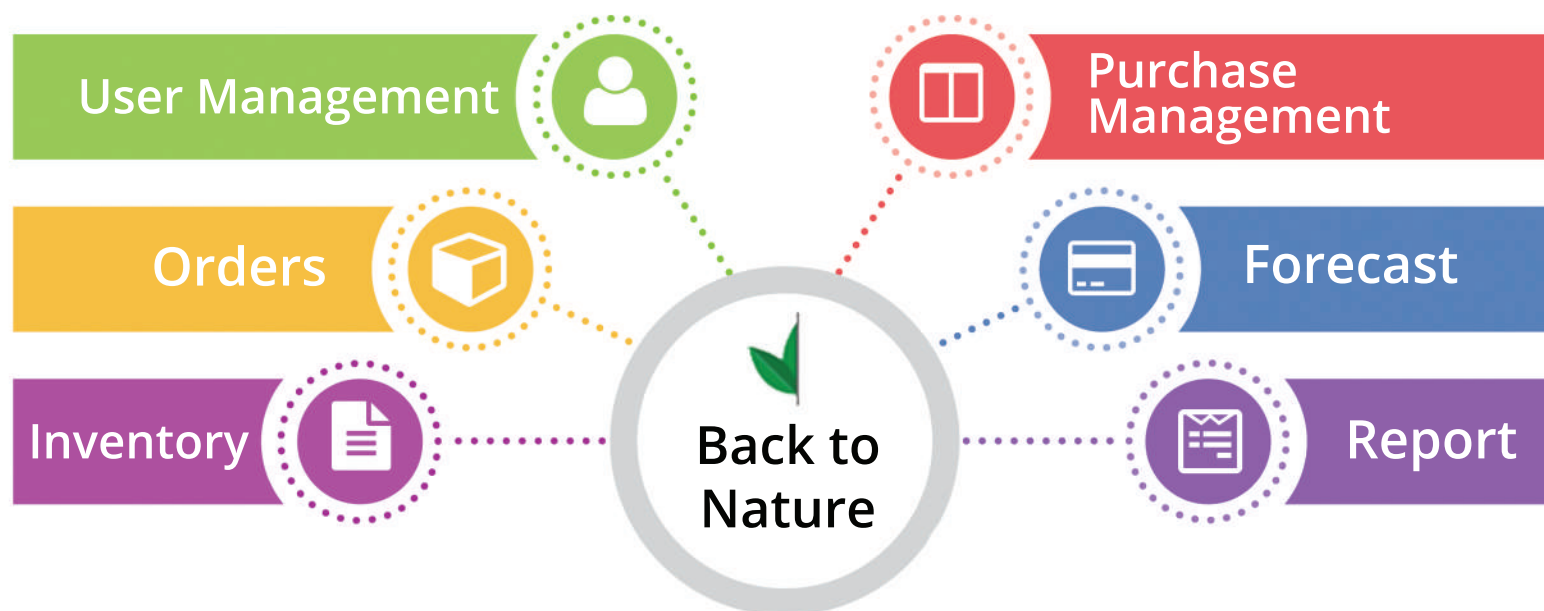 User Management
Orders
Inventory
Back to
Nature
Purchase
Management
Forecast
Report